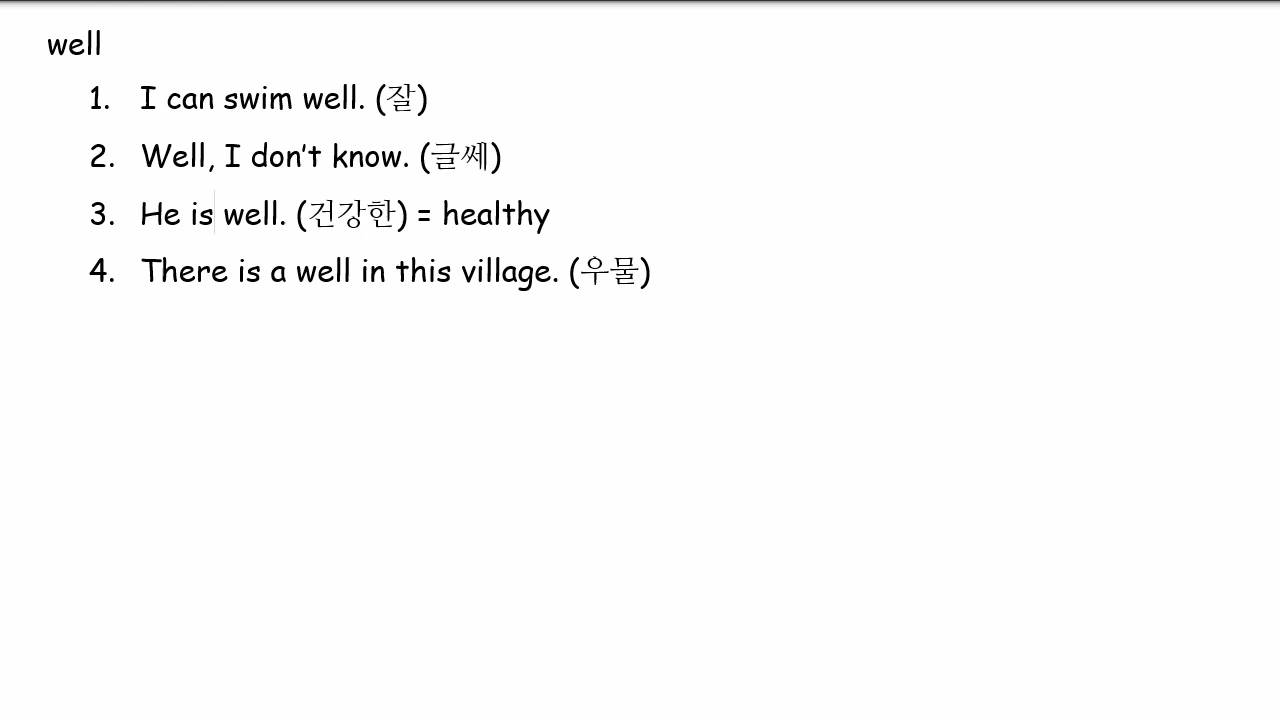 well
1. I can swim well. (잘)
2. Well, I don't know. (글쎄)
3. He is well. (건강한) = healthy
4. There is a well in this village. (우물)